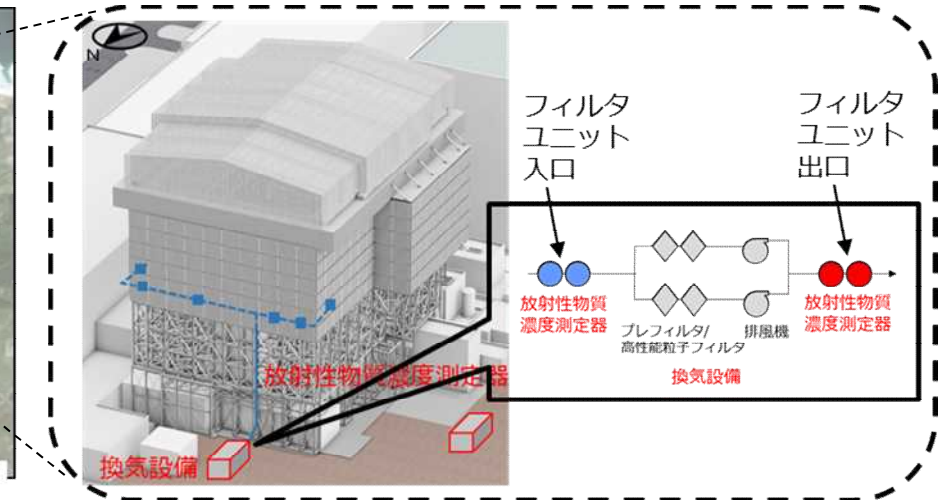 N
放射性物質濃度測定器
換気設備
フィルタ
ユニット
入口
フィルタ
ユニット
出口
放射性物質
濃度測定器
プレフィルタ/
高性能粒子フィルタ
排風機
放射性物質
濃度測定器
換気設備